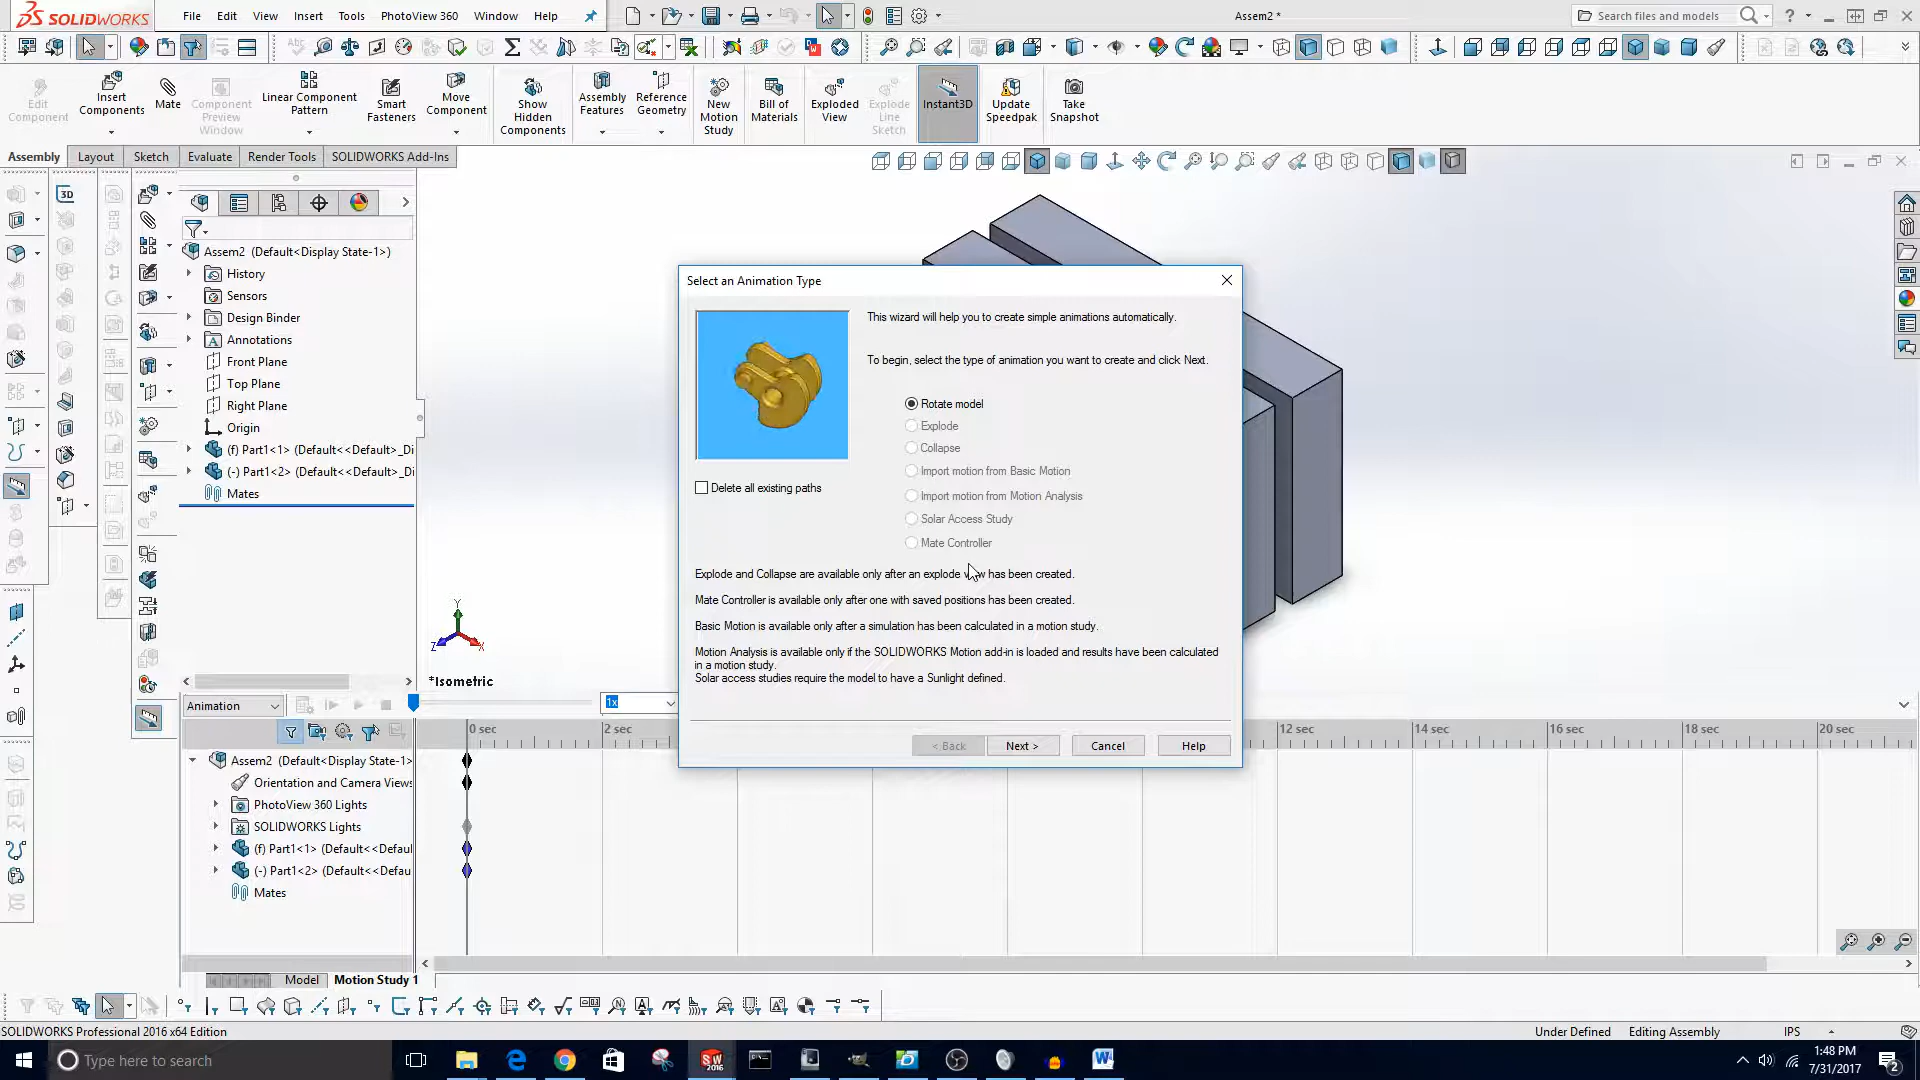 SOLIDWORKS
File Edit View Insert Tools PhotoView 360 Window Help
Assem2 *
Search files and models
Edit Component
Insert Components
Mate
Component Preview Window
Linear Component Pattern
Smart Fasteners
Move Component
Show Hidden Components
Assembly Features
Reference Geometry
New Motion Study
Bill of Materials
Exploded View
Explode Line Sketch
Instant3D
Update Speedpak
Take Snapshot
Assembly Layout Sketch Evaluate Render Tools SOLIDWORKS Add-Ins
3D
Assem2 (Default<Display State-1>)
History
Sensors
Design Binder
Annotations
Front Plane
Top Plane
Right Plane
Origin
(f) Part1<1> (Default<<Default>_Di
(-) Part1<2> (Default<<Default>_Di
Mates
Select an Animation Type
This wizard will help you to create simple animations automatically.
To begin, select the type of animation you want to create and click Next.
Rotate model
Explode
Collapse
Import motion from Basic Motion
Import motion from Motion Analysis
Solar Access Study
Mate Controller
Delete all existing paths
Explode and Collapse are available only after an explode view has been created.
Mate Controller is available only after one with saved positions has been created.
Basic Motion is available only after a simulation has been calculated in a motion study.
Motion Analysis is available only if the SOLIDWORKS Motion add-in is loaded and results have been calculated
in a motion study.
Solar access studies require the model to have a Sunlight defined.
< Back Next > Cancel Help
Y
Z X
*Isometric
Animation
1x
0 sec 2 sec 12 sec 14 sec 16 sec 18 sec 20 sec
Assem2 (Default<Display State-1>
Orientation and Camera Views
PhotoView 360 Lights
SOLIDWORKS Lights
(f) Part1<1> (Default<<Defaul
(-) Part1<2> (Default<<Defau
Mates
Model Motion Study 1
SOLIDWORKS Professional 2016 x64 Edition
Under Defined Editing Assembly IPS
Type here to search
SW 2016
1:48 PM
7/31/2017
2